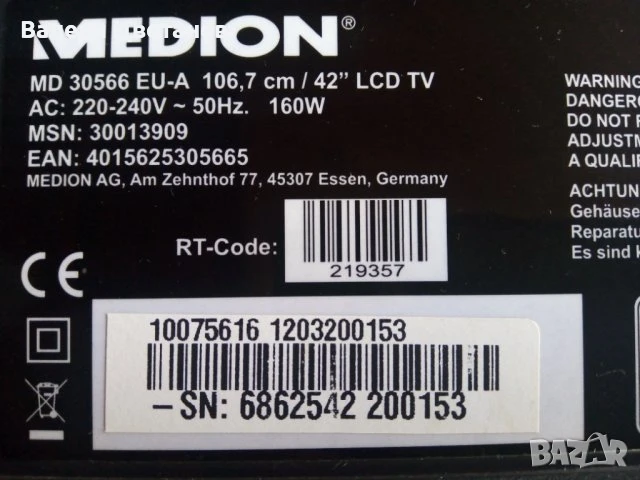 MEDION®
MD 30566 EU-A 106,7 cm / 42” LCD TV
AC: 220-240V ~ 50Hz. 160W
MSN: 30013909
EAN: 4015625305665
MEDION AG, Am Zehnthof 77, 45307 Essen, Germany
RT-Code:
219357
CE
10075616 1203200153
-SN: 6862542 200153
WARNING
DANGERO
DO NOT R
ADJUSTM
A QUALIF
ACHTUN
Gehäuse
Reparatu
Es sind k
BAZAR